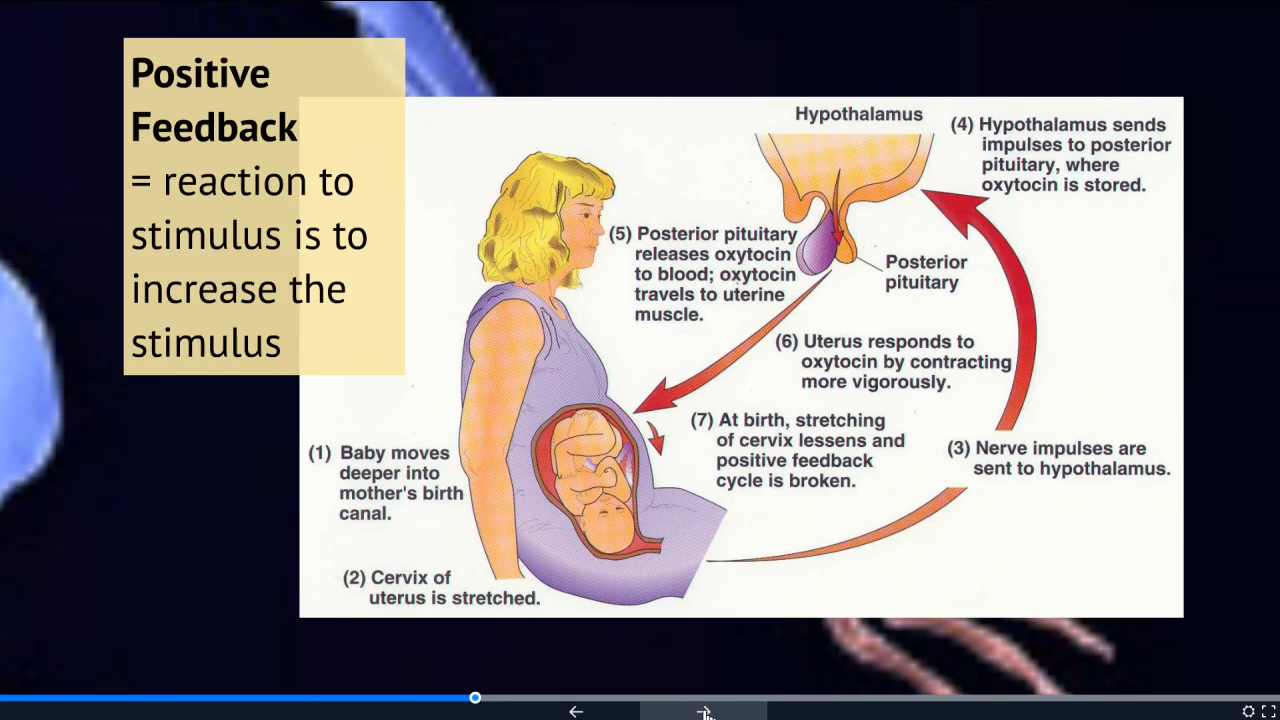 Positive
Feedback
= reaction to
stimulus is to
increase the
stimulus
Hypothalamus
(4) Hypothalamus sends
impulses to posterior
pituitary, where
oxytocin is stored.
(5) Posterior pituitary
releases oxytocin
to blood; oxytocin
travels to uterine
muscle.
Posterior
pituitary
(6) Uterus responds to
oxytocin by contracting
more vigorously.
(7) At birth, stretching
of cervix lessens and
positive feedback
cycle is broken.
(3) Nerve impulses are
sent to hypothalamus.
(1) Baby moves
deeper into
mother's birth
canal.
(2) Cervix of
uterus is stretched.